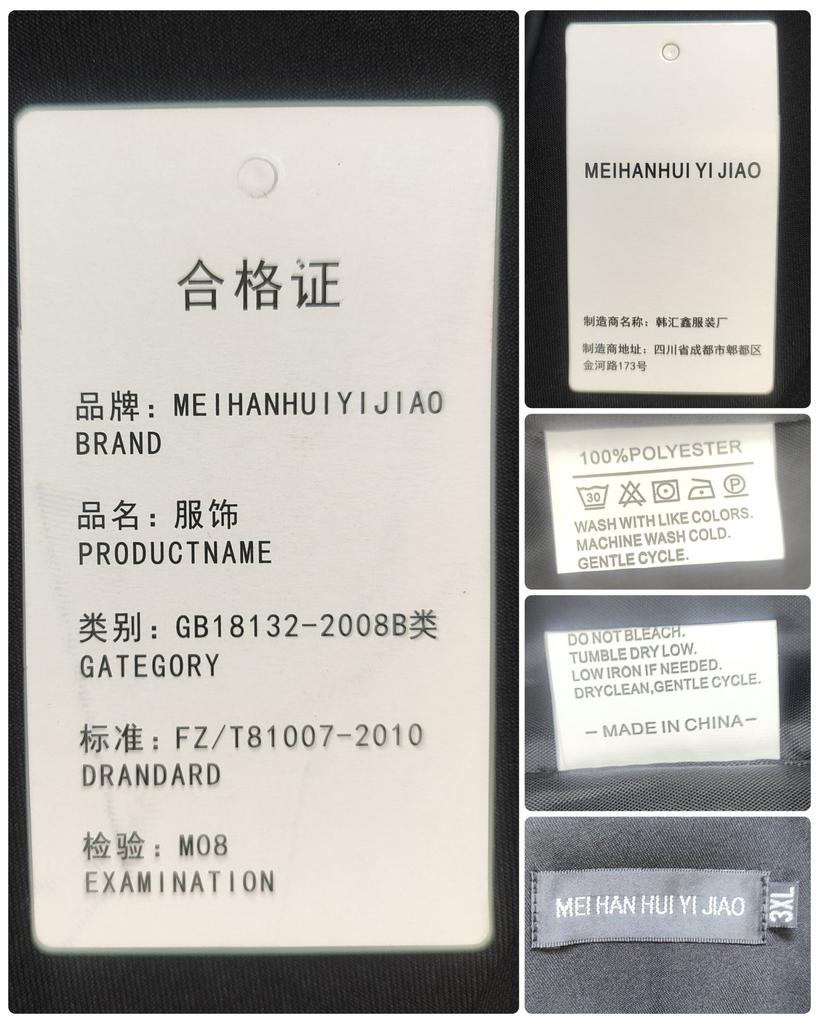 合格证
品牌：MEIHANHUIYIJIAO
BRAND
品名：服饰
PRODUCTNAME
类别：GB18132-2008B类
GATEGORY
标准：FZ/T81007-2010
DRANDARD
检验：M08
EXAMINATION
MEIHANHUI YI JIAO
制造商名称：韩汇鑫服装厂
制造商地址：四川省成都市郫都区
金河路173号
100%POLYESTER
30 P
WASH WITH LIKE COLORS.
MACHINE WASH COLD.
GENTLE CYCLE.
DO NOT BLEACH.
TUMBLE DRY LOW.
LOW IRON IF NEEDED.
DRYCLEAN,GENTLE CYCLE.
－MADE IN CHINA－
MEI HAN HUI YI JIAO
3XL